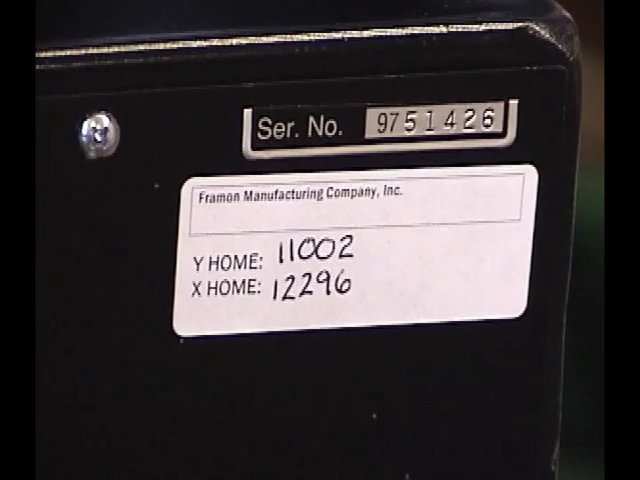 Ser. No. 9751426
Framon Manufacturing Company, Inc.
Y HOME: 11002
X HOME: 12296